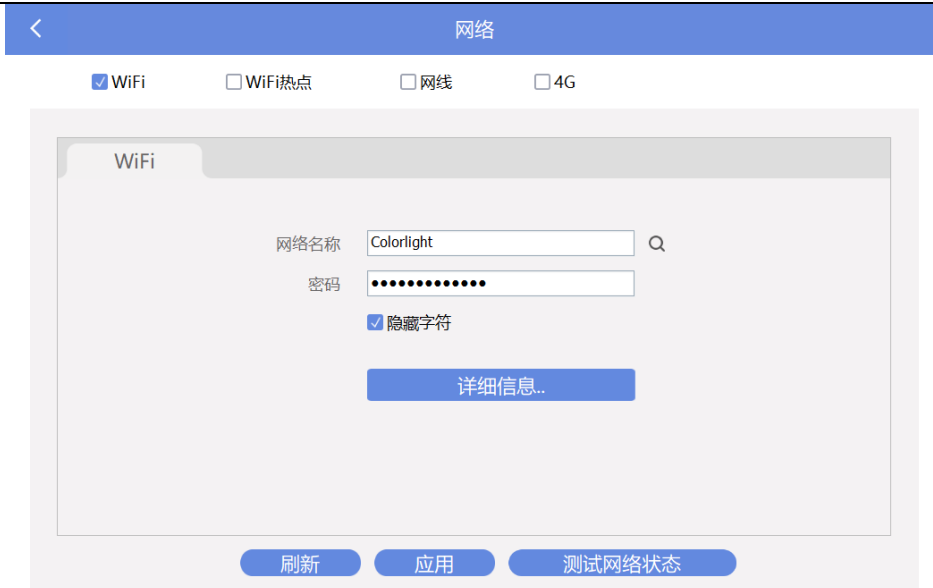 网络
WiFi WiFi热点 网线 4G
WiFi
网络名称 Colorlight
密码 •••••••••••••
隐藏字符
详细信息..
刷新 应用 测试网络状态